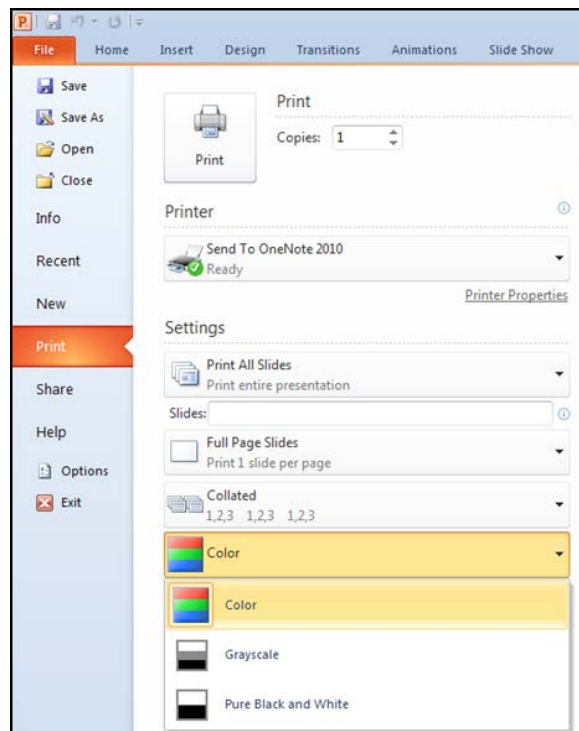 File Home Insert Design Transitions Animations Slide Show
Save
Save As
Open
Close
Info
Recent
New
Print
Share
Help
Options
Exit
Print
Print
Copies: 1
Printer
Send To OneNote 2010
Ready
Printer Properties
Settings
Print All Slides
Print entire presentation
Slides:
Full Page Slides
Print 1 slide per page
Collated
1,2,3 1,2,3 1,2,3
Color
Color
Grayscale
Pure Black and White